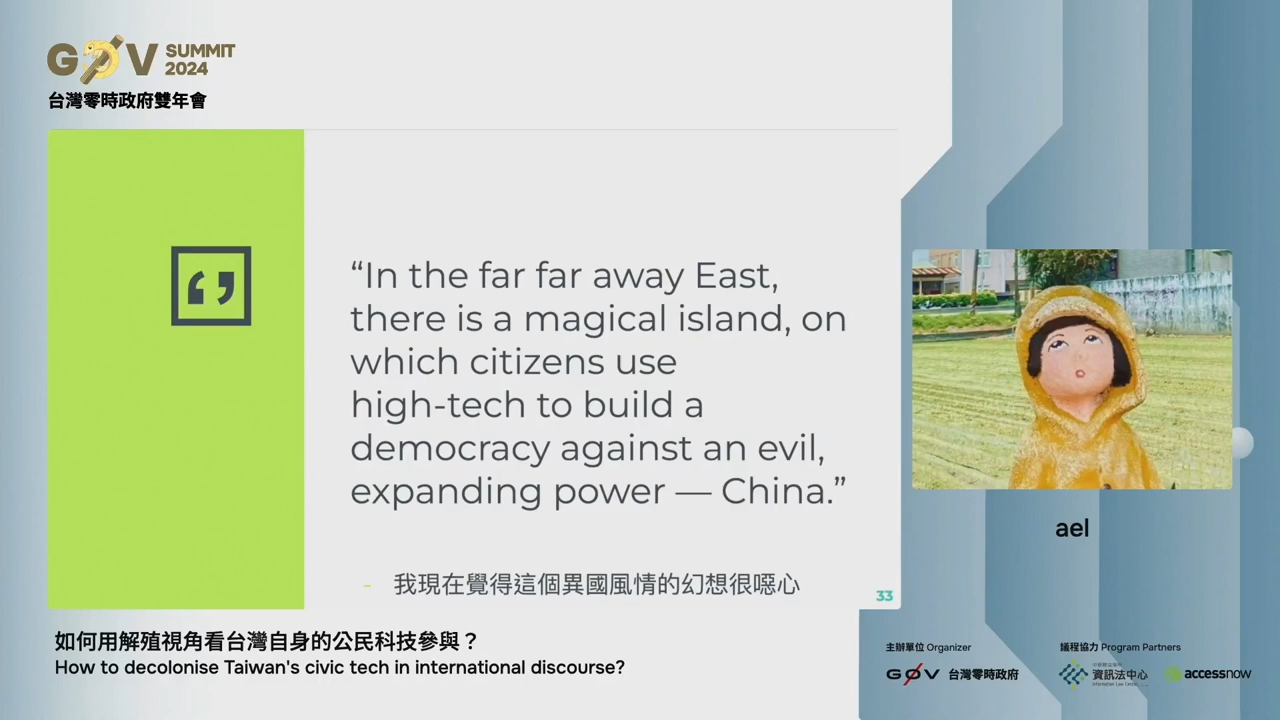 G0V SUMMIT
2024
台灣零時政府雙年會
“In the far far away East,
there is a magical island, on
which citizens use
high-tech to build a
democracy against an evil,
expanding power — China.”
- 我現在覺得這個異國風情的幻想很噁心
33
ael
如何用解殖視角看台灣自身的公民科技參與？
How to decolonise Taiwan's civic tech in international discourse?
主辦單位 Organizer
議程協力 Program Partners
G0V 台灣零時政府
資訊法中心
accessnow